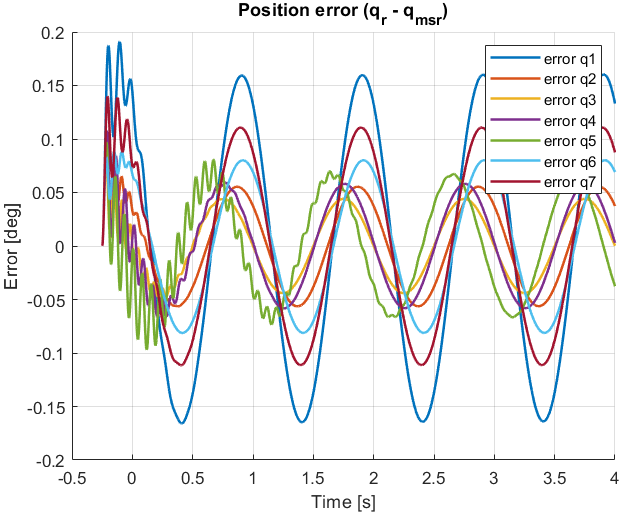 Position error (qr - qmsr)
Error [deg]
0.2
0.15
0.1
0.05
0
-0.05
-0.1
-0.15
-0.2
error q1
error q2
error q3
error q4
error q5
error q6
error q7
-0.5 0 0.5 1 1.5 2 2.5 3 3.5 4
Time [s]